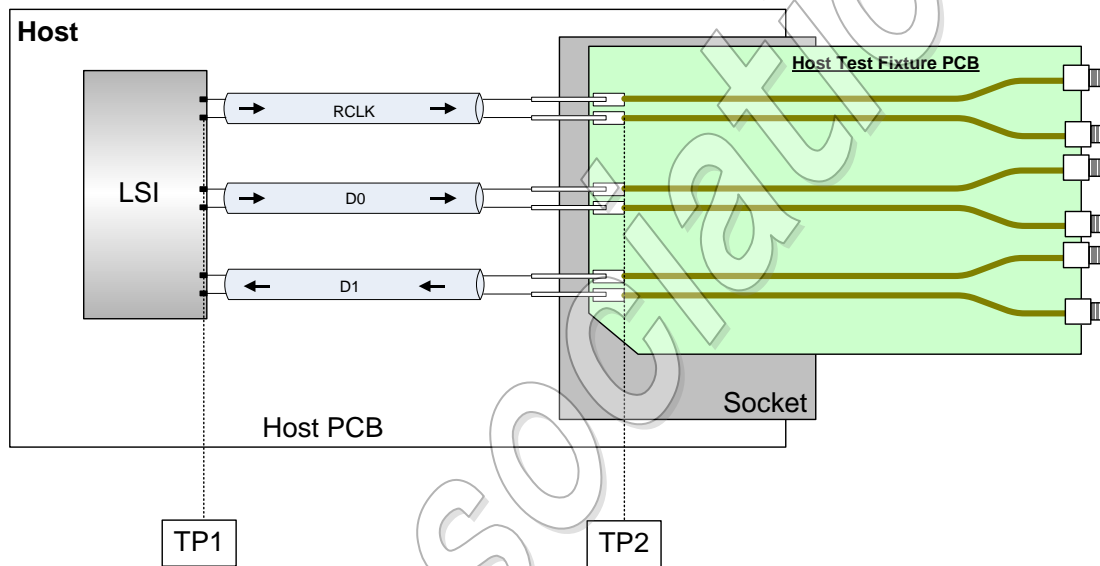 Host
Host Test Fixture PCB
RCLK
LSI
D0
D1
Socket
Host PCB
TP1
TP2